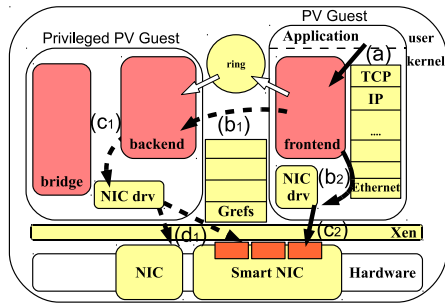 PV Guest
Privileged PV Guest
Application
user
kernel
ring
(a)
TCP
IP
....
(c1)
(b1)
backend
frontend
bridge
(b2)
NIC drv
NIC
drv
Ethernet
Grefs
(d1)
(c2)
Xen
NIC
Smart NIC
Hardware